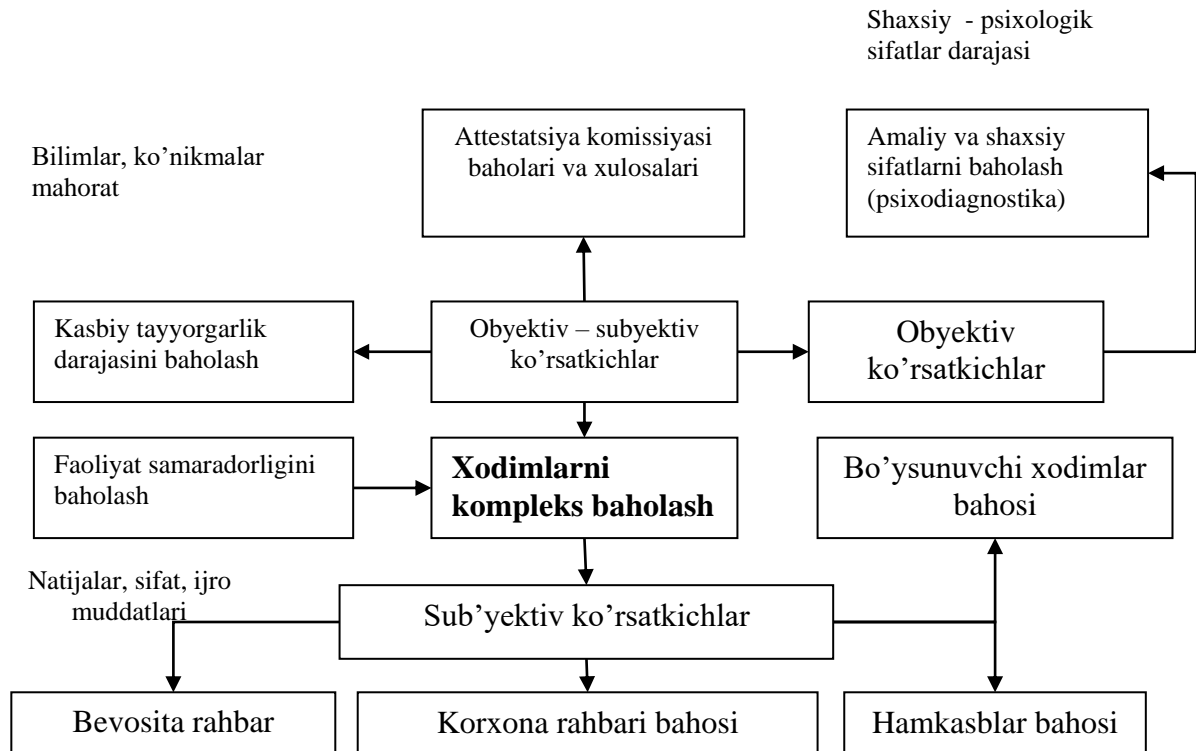 Shaxsiy - psixologik
sifatlar darajasi
Bilimlar, ko’nikmalar
mahorat
Attestatsiya komissiyasi
baholari va xulosalari
Amaliy va shaxsiy
sifatlarni baholash
(psixodiagnostika)
Kasbiy tayyorgarlik
darajasini baholash
Obyektiv – subyektiv
ko’rsatkichlar
Obyektiv
ko’rsatkichlar
Faoliyat samaradorligini
baholash
Xodimlarni
kompleks baholash
Bo’ysunuvchi xodimlar
bahosi
Natijalar, sifat, ijro
muddatlari
Sub’yektiv ko’rsatkichlar
Bevosita rahbar
Korxona rahbari bahosi
Hamkasblar bahosi